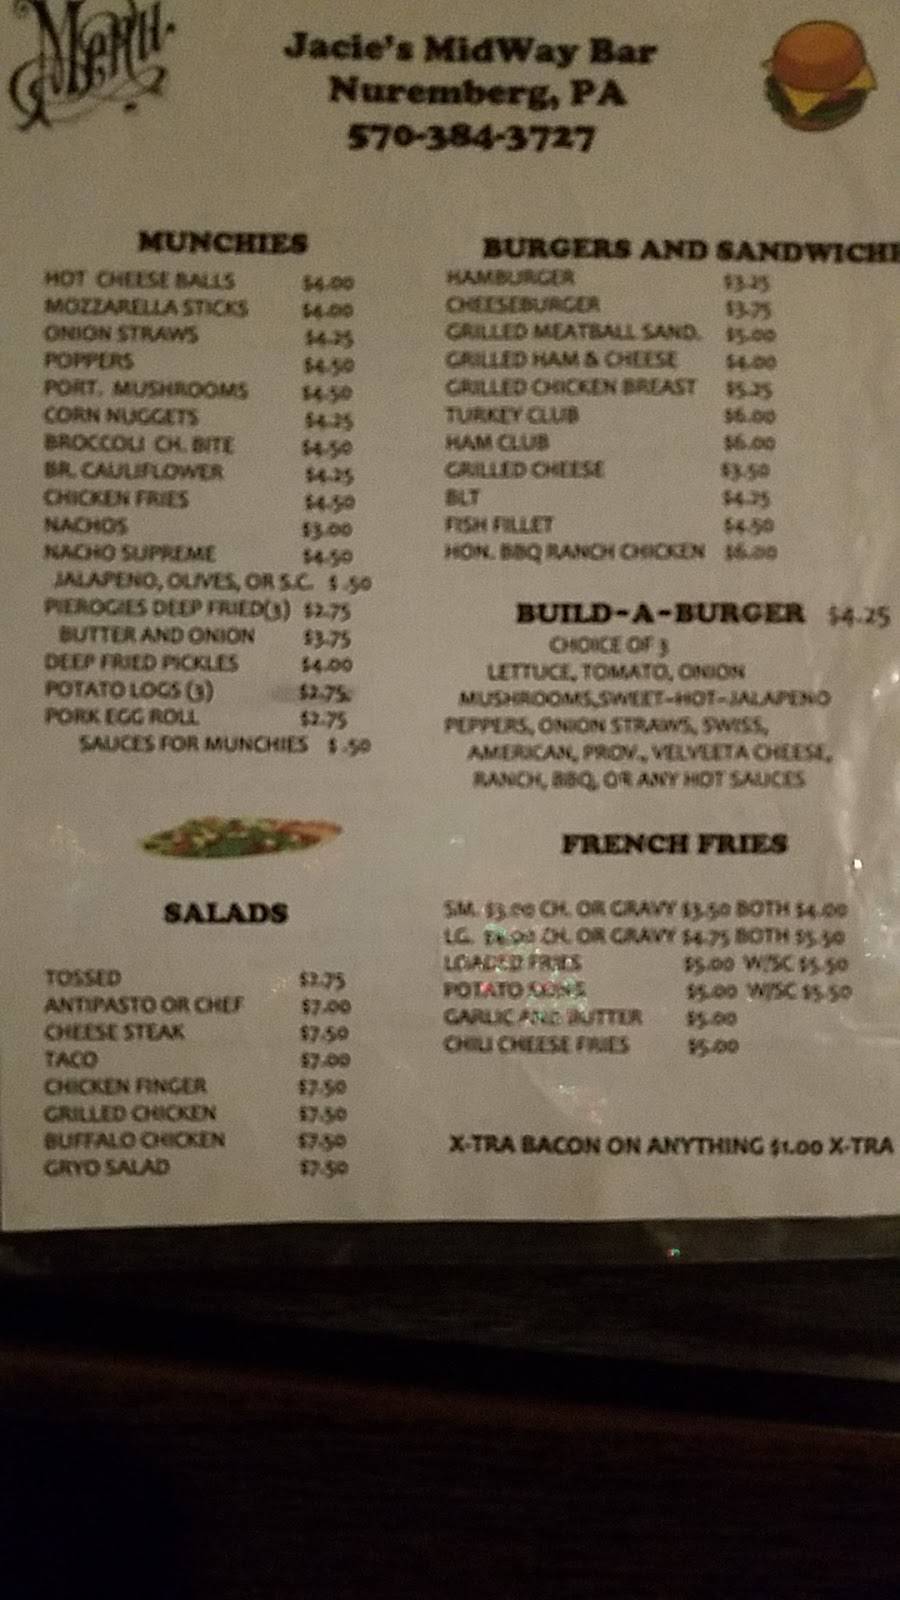 Menu
Jacie's MidWay Bar
Nuremberg, PA
570-384-3727
MUNCHIES
HOT CHEESE BALLS $4.00
MOZZARELLA STICKS $4.00
ONION STRAWS $4.25
POPPERS $4.50
PORT. MUSHROOMS $4.50
CORN NUGGETS $4.25
BROCCOLI CH. BITE $4.50
BR. CAULIFLOWER $4.25
CHICKEN FRIES $4.50
NACHOS $3.00
NACHO SUPREME $4.50
JALAPENO, OLIVES, OR S.C. $ .50
PIEROGIES DEEP FRIED(3) $2.75
BUTTER AND ONION $3.75
DEEP FRIED PICKLES $4.00
POTATO LOGS (3) $2.75
PORK EGG ROLL $2.75
SAUCES FOR MUNCHIES $ .50
SALADS
TOSSED $2.75
ANTIPASTO OR CHEF $7.00
CHEESE STEAK $7.50
TACO $7.00
CHICKEN FINGER $7.50
GRILLED CHICKEN $7.50
BUFFALO CHICKEN $7.50
GRYO SALAD $7.50
BURGERS AND SANDWICHE
HAMBURGER $3.25
CHEESEBURGER $3.75
GRILLED MEATBALL SAND. $5.00
GRILLED HAM & CHEESE $4.00
GRILLED CHICKEN BREAST $5.25
TURKEY CLUB $6.00
HAM CLUB $6.00
GRILLED CHEESE $3.50
BLT
FISH FILLET $4.50
HON. BBQ RANCH CHICKEN $6.00
BUILD-A-BURGER $4.25
CHOICE OF 3
LETTUCE, TOMATO, ONION
MUSHROOMS,SWEET-HOT-JALAPENO
PEPPERS, ONION STRAWS, SWISS,
AMERICAN, PROV., VELVEETA CHEESE,
RANCH, BBQ, OR ANY HOT SAUCES
FRENCH FRIES
SM. $3.00 CH. OR GRAVY $3.50 BOTH $4.00
LG. CH. OR GRAVY $4.75 BOTH $5.50
LOADED FRIES $5.00 W/SC $5.50
POTATO $5.00 W/SC $5.50
GARLIC AND BUTTER $5.00
CHILI CHEESE FRIES $5.00
X-TRA BACON ON ANYTHING $1.00 X-TRA